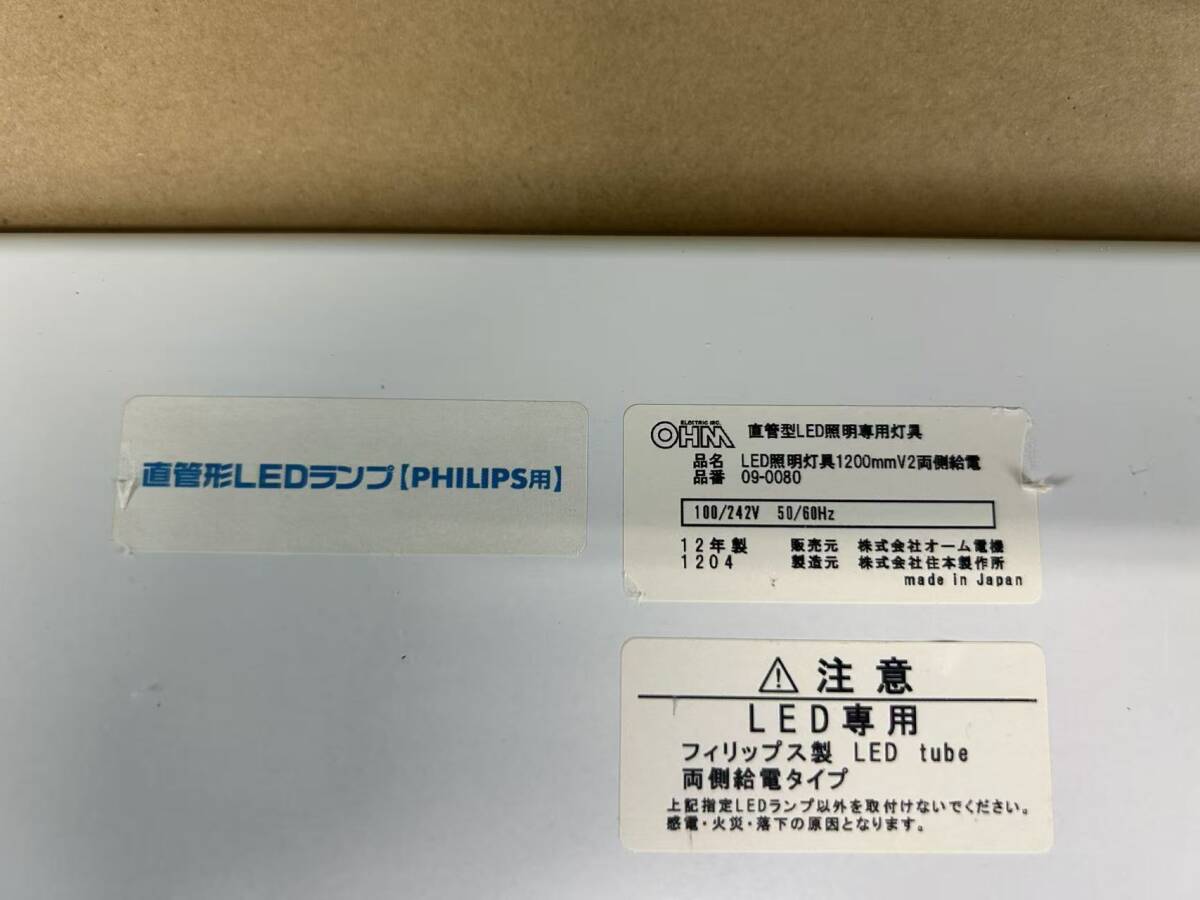 直管形LEDランプ【PHILIPS用】
ELECTRIC INC.
OHM 直管型LED照明専用灯具
品名 LED照明灯具1200mmV2両側給電
品番 09-0080
100/242V 50/60Hz
12年製 販売元 株式会社オーム電機
1204 製造元 株式会社住本製作所
made in Japan
⚠ 注意
LED専用
フィリップス製 LED tube
両側給電タイプ
上記指定LEDランプ以外を取付けないでください。
感電・火災・落下の原因となります。